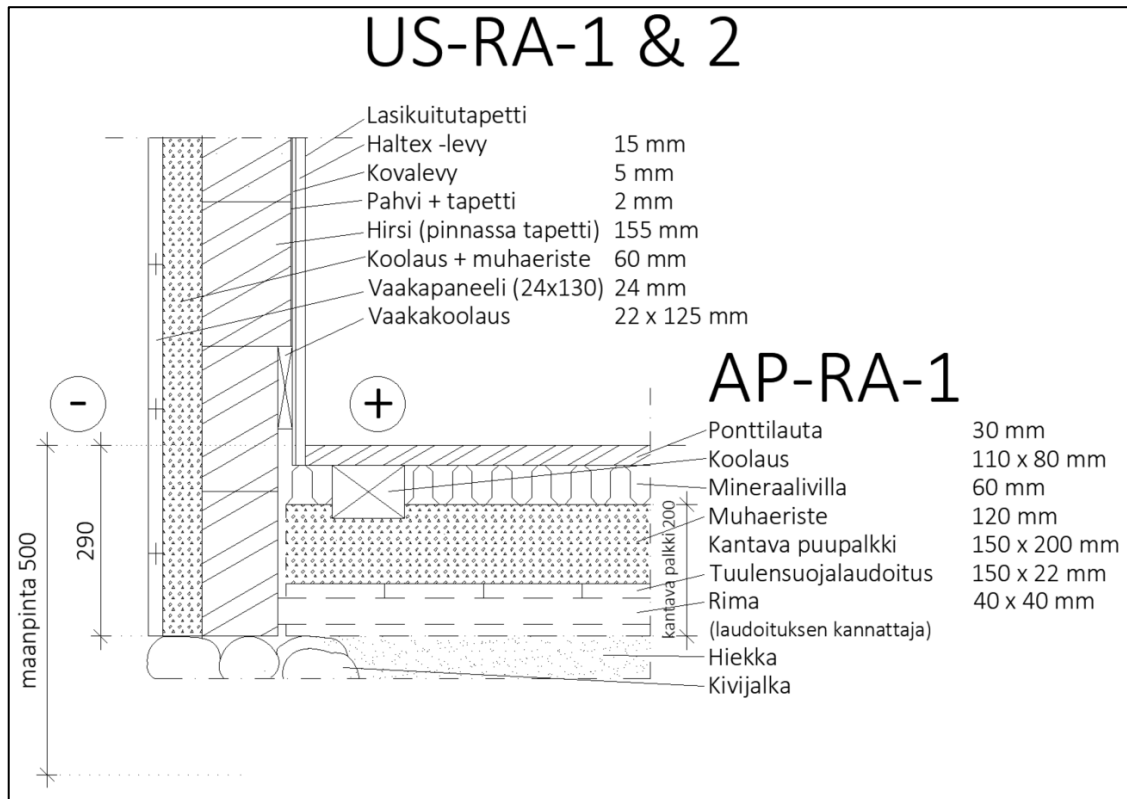 US-RA-1 & 2
Lasikuitutapetti
Haltex -levy 15 mm
Kovalevy 5 mm
Pahvi + tapetti 2 mm
Hirsi (pinnassa tapetti) 155 mm
Koolaus + muhaeriste 60 mm
Vaakapaneeli (24x130) 24 mm
Vaakakoolaus 22 x 125 mm
- +
AP-RA-1
Ponttilauta 30 mm
Koolaus 110 x 80 mm
Mineraalivilla 60 mm
Muhaeriste 120 mm
Kantava puupalkki 150 x 200 mm
Tuulensuojalaudoitus 150 x 22 mm
Rima 40 x 40 mm
(laudoituksen kannattaja)
Hiekka
Kivijalka
maanpinta 500
290
kantava palkki 200